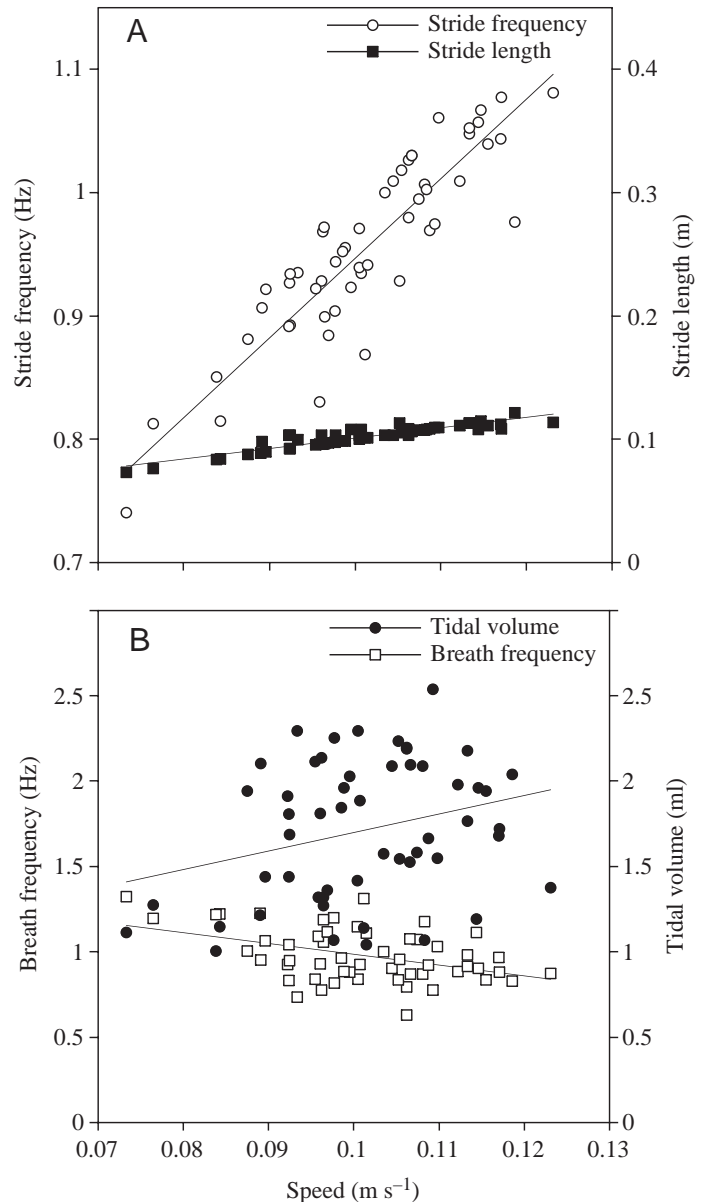 A
Stride frequency
Stride length
1.1
1
0.9
0.8
0.7
Stride frequency (Hz)
0.4
0.3
0.2
0.1
0
Stride length (m)
B
Tidal volume
Breath frequency
2.5
2
1.5
1
0.5
0
Breath frequency (Hz)
2.5
2
1.5
1
0.5
0
Tidal volume (ml)
0.07 0.08 0.09 0.1 0.11 0.12 0.13
Speed (m s⁻¹)